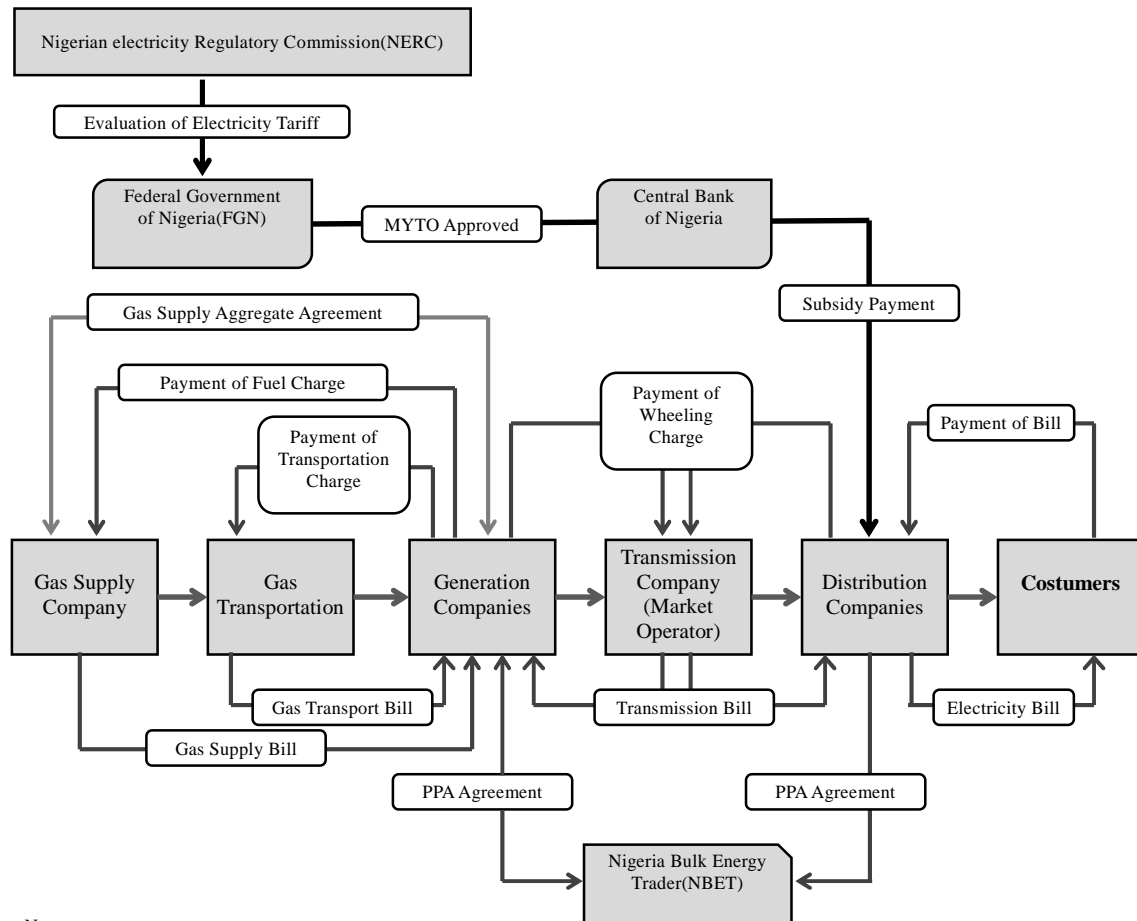 Nigerian electricity Regulatory Commission(NERC)
Evaluation of Electricity Tariff
Federal Government
of Nigeria(FGN)
MYTO Approved
Central Bank
of Nigeria
Gas Supply Aggregate Agreement
Subsidy Payment
Payment of Fuel Charge
Payment of
Transportation
Charge
Payment of
Wheeling
Charge
Payment of Bill
Gas Supply
Company
Gas
Transportation
Generation
Companies
Transmission
Company
(Market
Operator)
Distribution
Companies
Costumers
Gas Transport Bill
Transmission Bill
Electricity Bill
Gas Supply Bill
PPA Agreement
PPA Agreement
Nigeria Bulk Energy
Trader(NBET)